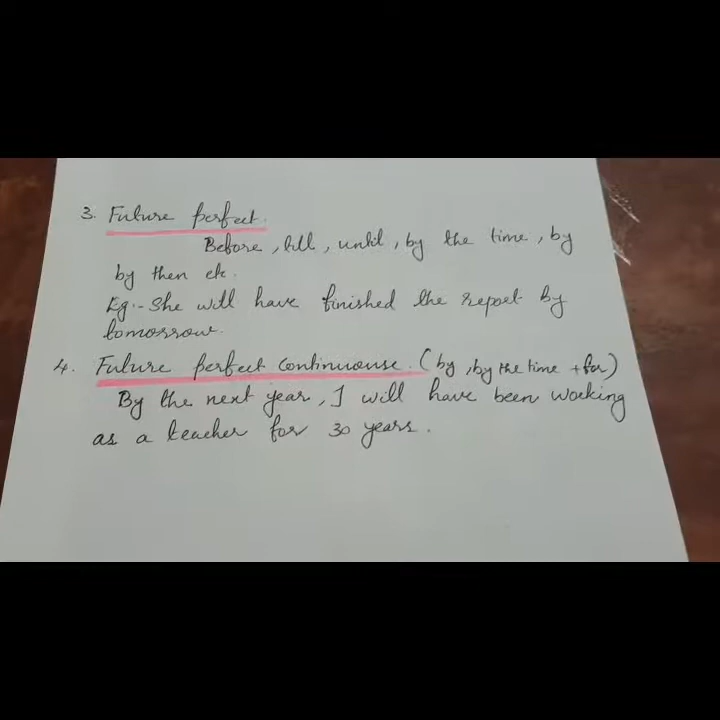 3. Future perfect.
Before, till, until, by the time, by
by then etc.
Eg:- She will have finished the report by
tomorrow.
4. Future perfect continuouse. (by, by the time + for)
By the next year, I will have been working
as a teacher for 30 years.